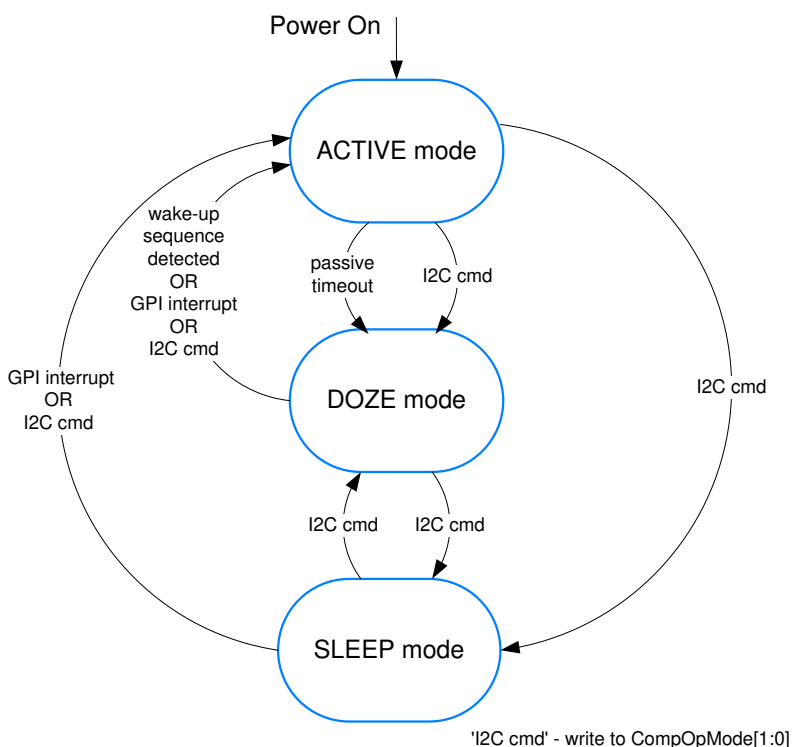 Power On
ACTIVE mode
wake-up
sequence
detected
OR
GPI interrupt
OR
I2C cmd
passive
timeout
I2C cmd
GPI interrupt
OR
I2C cmd
I2C cmd
DOZE mode
I2C cmd
I2C cmd
SLEEP mode
'I2C cmd' - write to CompOpMode[1:0]